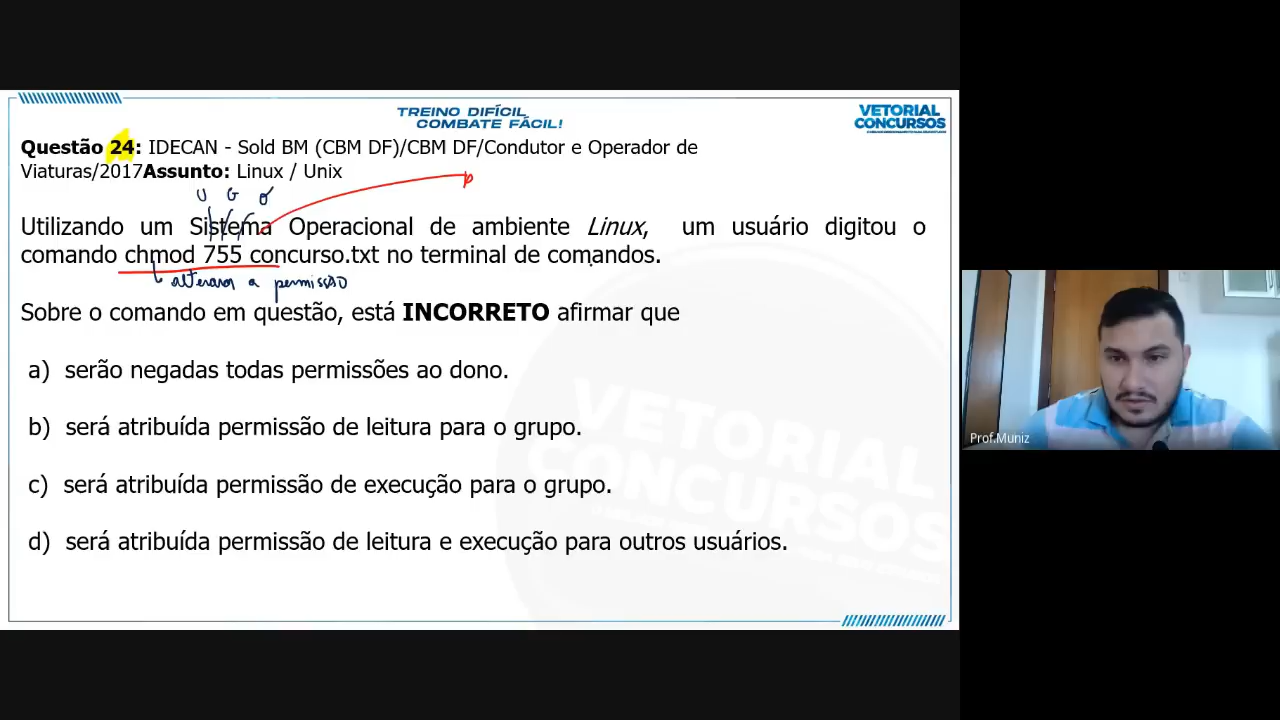 TREINO DIFÍCIL
COMBATE FÁCIL!
VETORIAL
CONCURSOS
Questão 24: IDECAN - Sold BM (CBM DF)/CBM DF/Condutor e Operador de
Viaturas/2017Assunto: Linux / Unix
U G O
Utilizando um Sistema Operacional de ambiente Linux, um usuário digitou o
comando chmod 755 concurso.txt no terminal de comandos.
alterar a permissão
Sobre o comando em questão, está INCORRETO afirmar que
a) serão negadas todas permissões ao dono.
b) será atribuída permissão de leitura para o grupo.
c) será atribuída permissão de execução para o grupo.
d) será atribuída permissão de leitura e execução para outros usuários.
VETORIAL
CONCURSOS
Prof.Muniz